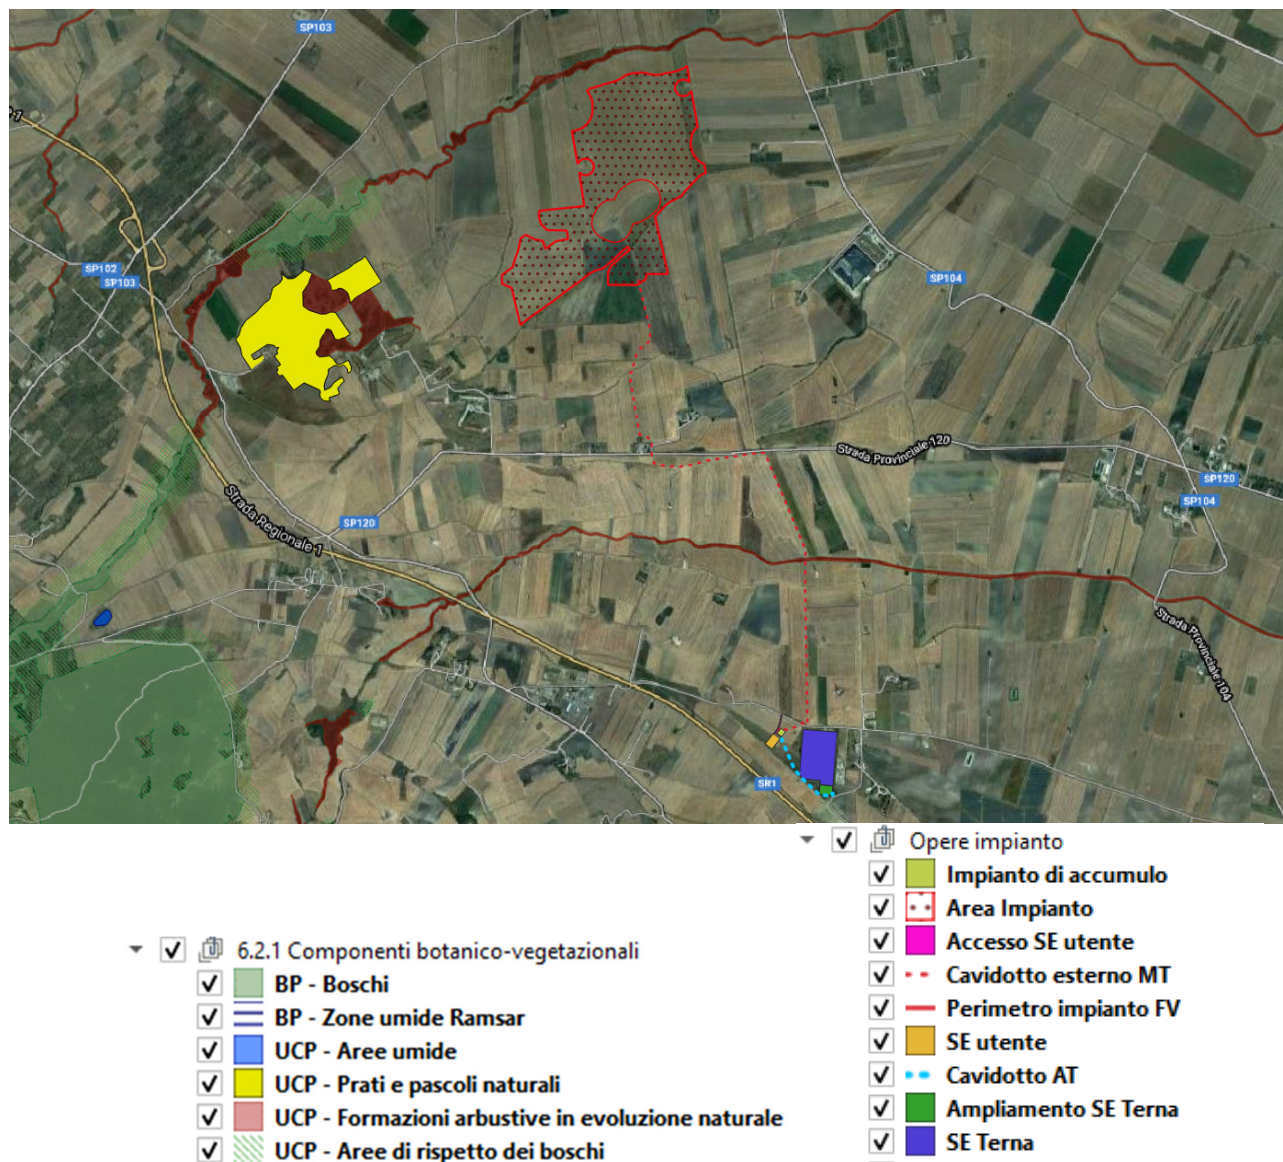 SP103
SP102
SP103
SP104
Strada Provinciale 120
SP120
SP104
SP120
Strada Regionale 1
Strada Provinciale 104
SR1
Opere impianto
Impianto di accumulo
Area Impianto
Accesso SE utente
Cavidotto esterno MT
Perimetro impianto FV
SE utente
Cavidotto AT
Ampliamento SE Terna
SE Terna
6.2.1 Componenti botanico-vegetazionali
BP - Boschi
BP - Zone umide Ramsar
UCP - Aree umide
UCP - Prati e pascoli naturali
UCP - Formazioni arbustive in evoluzione naturale
UCP - Aree di rispetto dei boschi